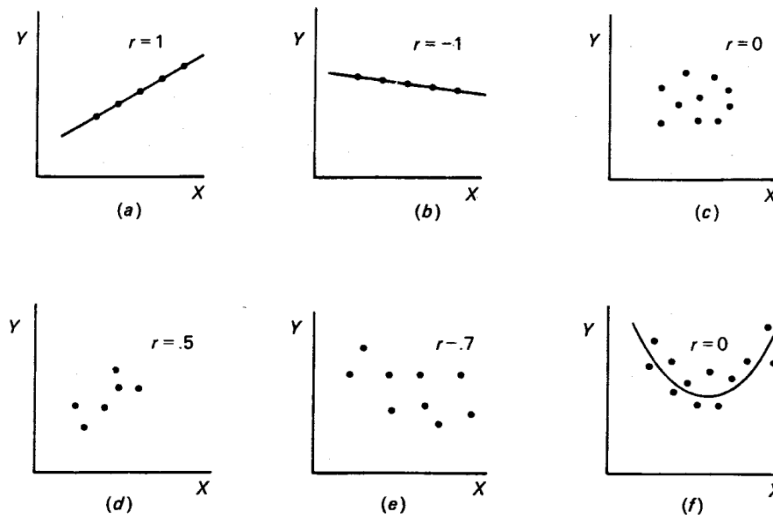 Y
r = 1
X
(a)
Y
r = -1
X
(b)
Y
r = 0
X
(c)
Y
r = .5
X
(d)
Y
r-.7
X
(e)
Y
r = 0
X
(f)